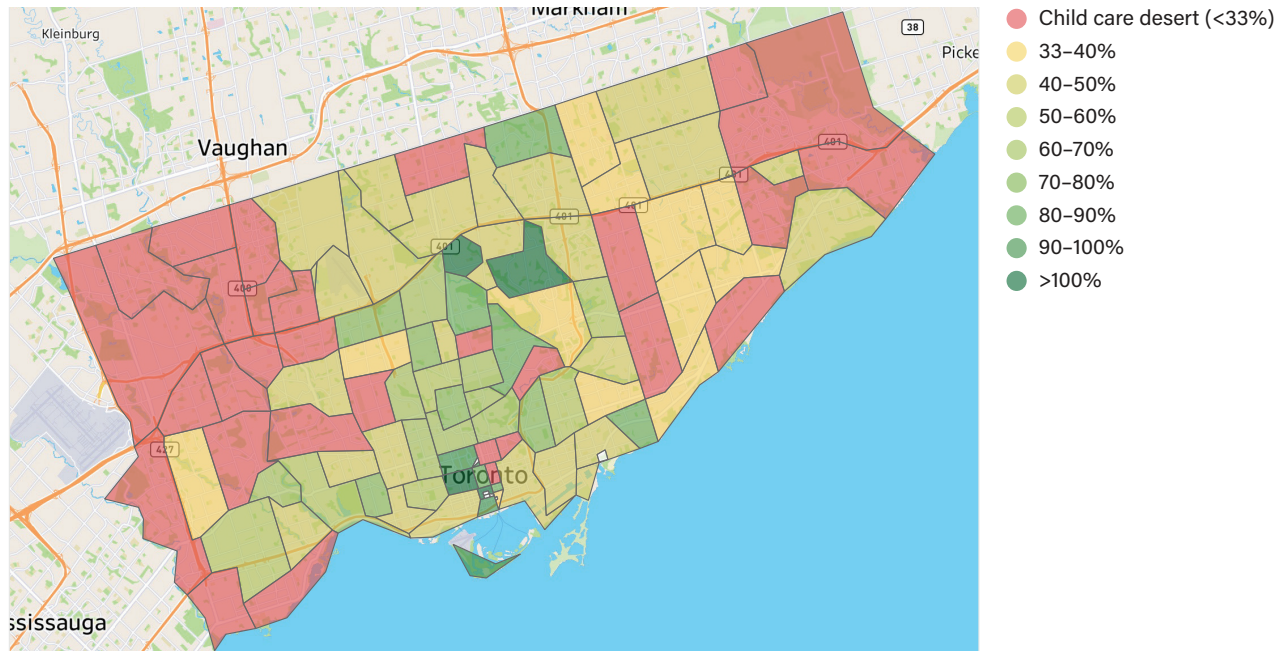 Markham
Kleinburg
38
Picke
Vaughan
401
401
401
401
401
408
427
Toronto
ssissauga
Child care desert (<33%)
33–40%
40–50%
50–60%
60–70%
70–80%
80–90%
90–100%
>100%